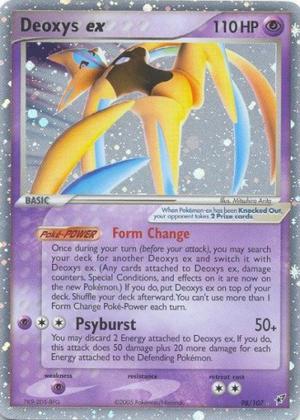 Deoxys ex 110 HP
BASIC
Illus. Mitsuhiro Arita
When Pokémon-ex has been Knocked Out,
your opponent takes 2 Prize cards.
Poké-POWER Form Change
Once during your turn (before your attack), you may search
your deck for another Deoxys ex and switch it with
Deoxys ex. (Any cards attached to Deoxys ex, damage
counters, Special Conditions, and effects on it are now on
the new Pokémon.) If you do, put Deoxys ex on top of your
deck. Shuffle your deck afterward. You can't use more than 1
Form Change Poké-POWER each turn.
Psyburst 50+
You may discard 2 Energy attached to Deoxys ex. If you do,
this attack does 50 damage plus 20 more damage for each
Energy attached to the Defending Pokémon.
weakness
resistance
retreat cost
©2005 Pokémon/Nintendo
98/107